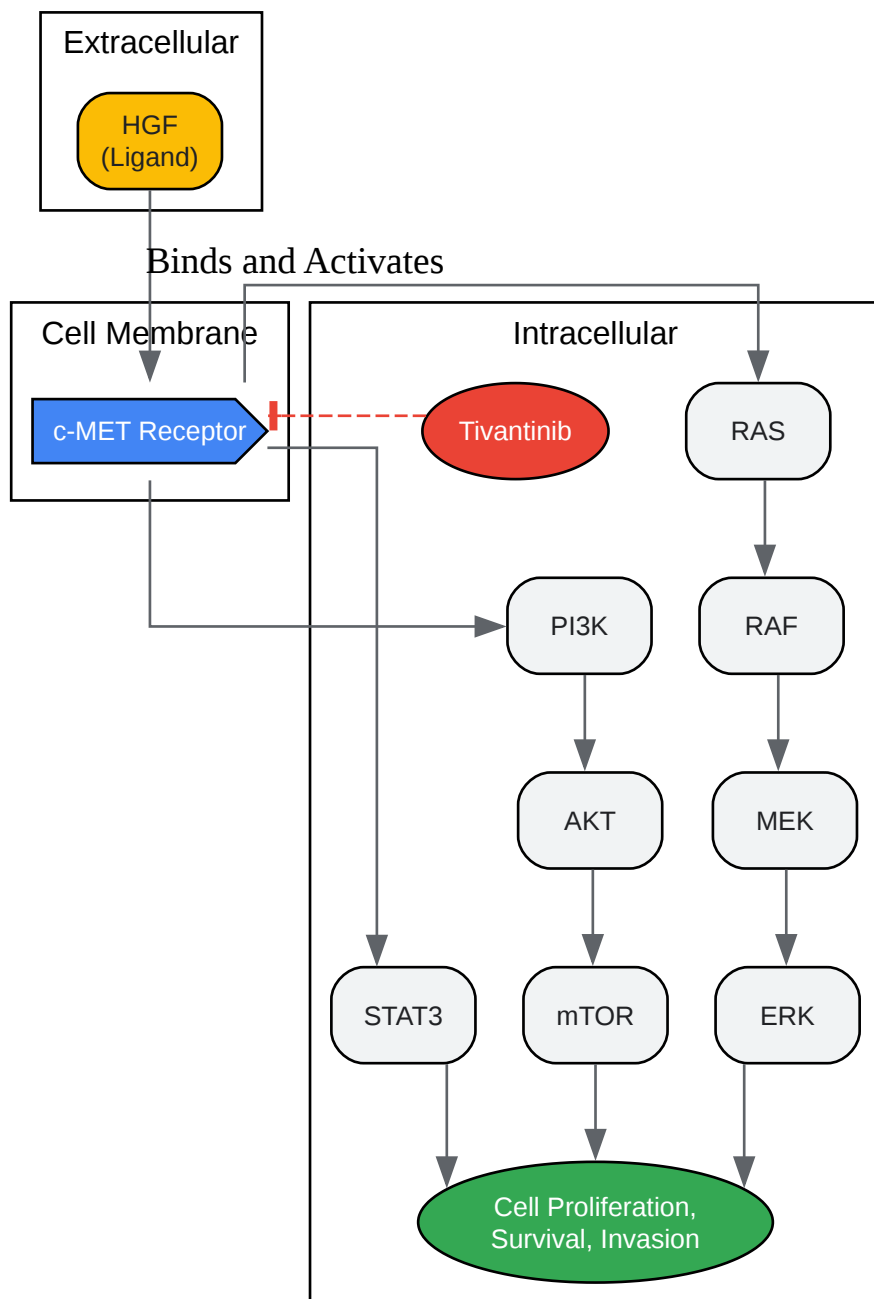 Extracellular
HGF
(Ligand)
Binds and Activates
Cell Membrane
Intracellular
c-MET Receptor
Tivantinib
RAS
PI3K
RAF
AKT
MEK
STAT3
mTOR
ERK
Cell Proliferation,
Survival, Invasion